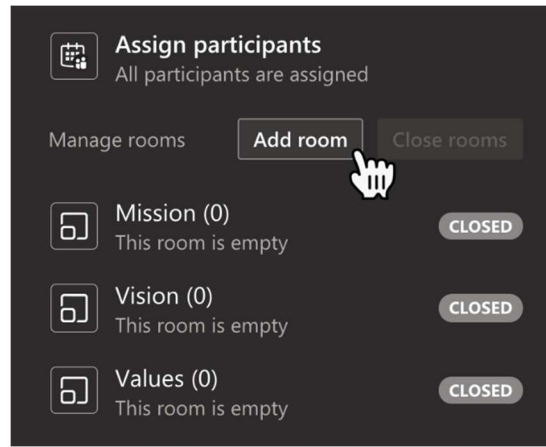 Assign participants
All participants are assigned
Manage rooms Add room Close rooms
Mission (0) CLOSED
This room is empty
Vision (0) CLOSED
This room is empty
Values (0) CLOSED
This room is empty